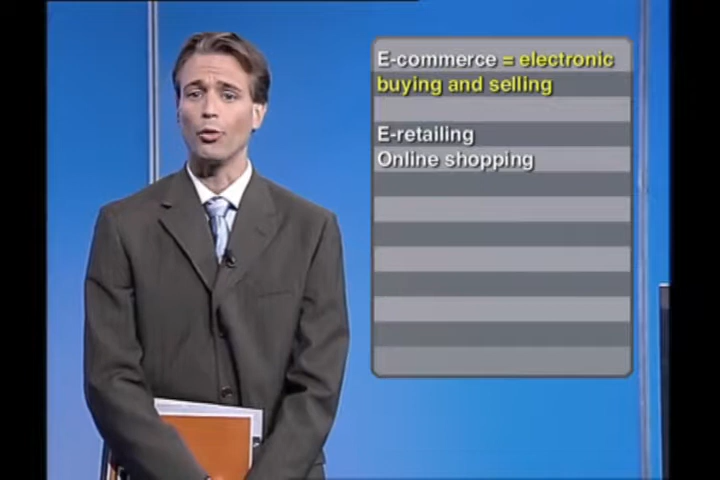 E-commerce = electronic
buying and selling
E-retailing
Online shopping